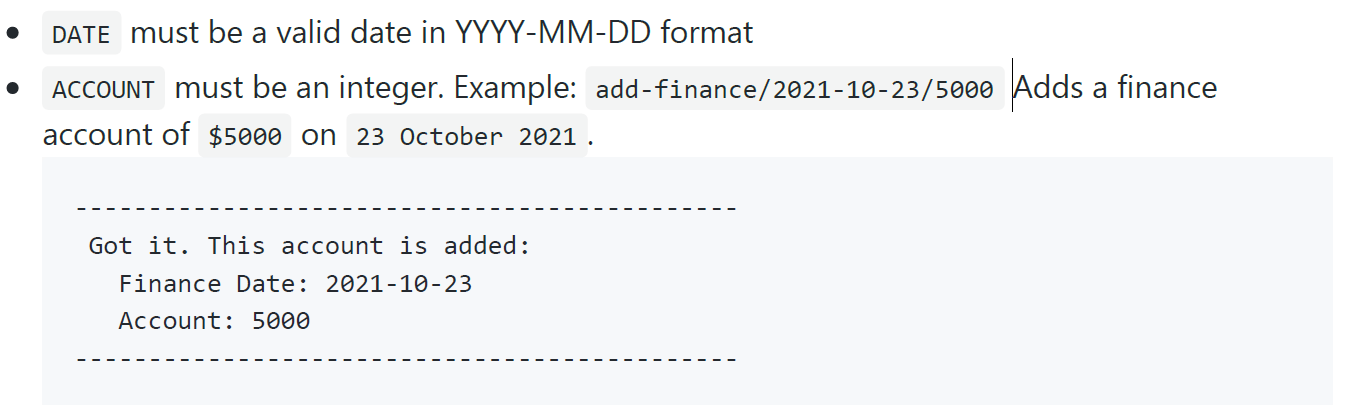 • DATE must be a valid date in YYYY-MM-DD format
• ACCOUNT must be an integer. Example: add-finance/2021-10-23/5000 Adds a finance
account of $5000 on 23 October 2021.
---------------------------------------------
Got it. This account is added:
Finance Date: 2021-10-23
Account: 5000
---------------------------------------------